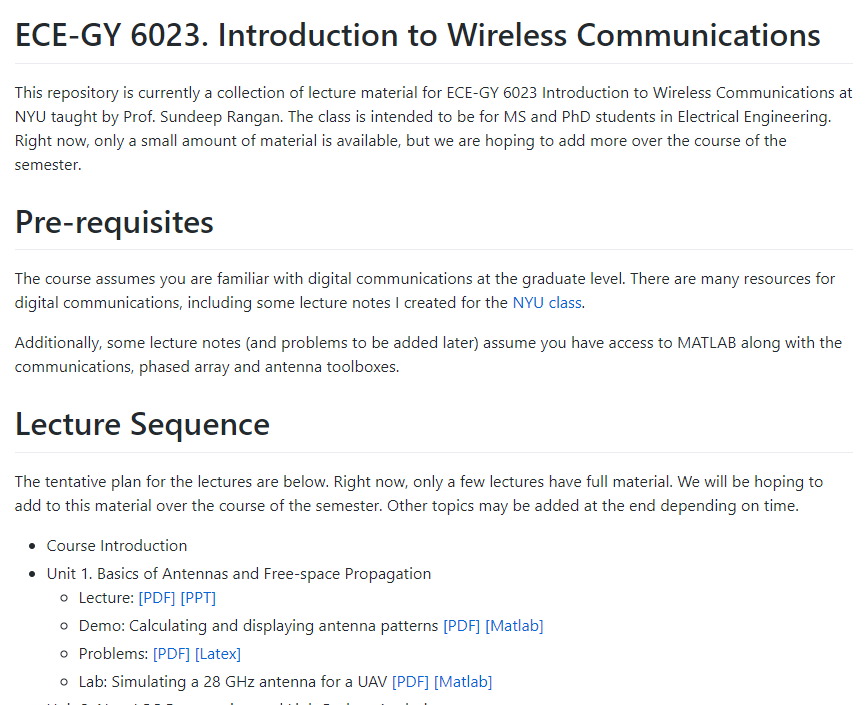 ECE-GY 6023. Introduction to Wireless Communications
This repository is currently a collection of lecture material for ECE-GY 6023 Introduction to Wireless Communications at
NYU taught by Prof. Sundeep Rangan. The class is intended to be for MS and PhD students in Electrical Engineering.
Right now, only a small amount of material is available, but we are hoping to add more over the course of the
semester.
Pre-requisites
The course assumes you are familiar with digital communications at the graduate level. There are many resources for
digital communications, including some lecture notes I created for the NYU class.
Additionally, some lecture notes (and problems to be added later) assume you have access to MATLAB along with the
communications, phased array and antenna toolboxes.
Lecture Sequence
The tentative plan for the lectures are below. Right now, only a few lectures have full material. We will be hoping to
add to this material over the course of the semester. Other topics may be added at the end depending on time.
• Course Introduction
• Unit 1. Basics of Antennas and Free-space Propagation
○ Lecture: [PDF] [PPT]
○ Demo: Calculating and displaying antenna patterns [PDF] [Matlab]
○ Problems: [PDF] [Latex]
○ Lab: Simulating a 28 GHz antenna for a UAV [PDF] [Matlab]